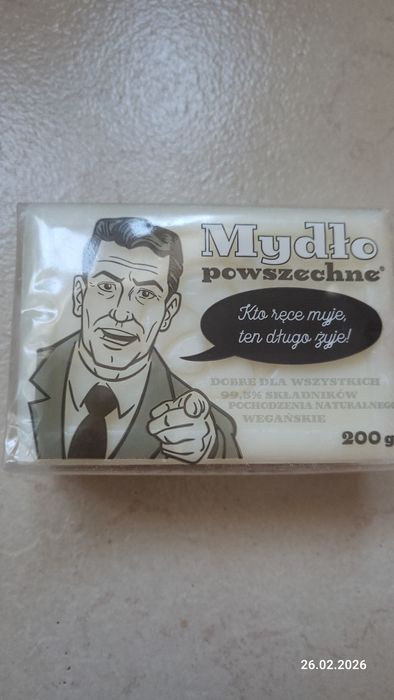 Mydło
powszechne®
Kto ręce myje,
ten długo żyje!
DOBRE DLA WSZYSTKICH
99,5% SKŁADNIKÓW
POCHODZENIA NATURALNEGO
WEGAŃSKIE
200 g
26.02.2026